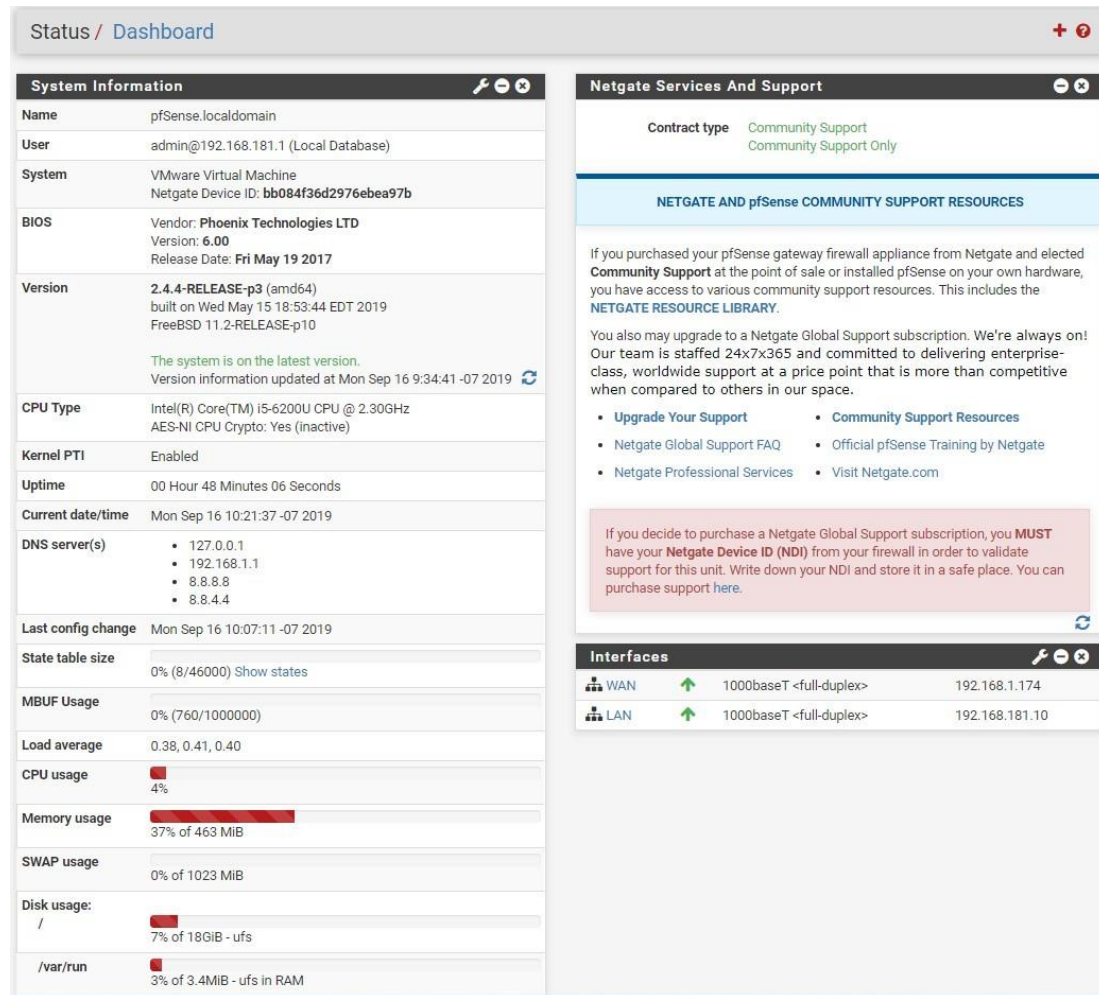 Status / Dashboard
System Information
Name pfSense.localdomain
User admin@192.168.181.1 (Local Database)
System VMware Virtual Machine
Netgate Device ID: bb084f36d2976ebea97b
BIOS Vendor: Phoenix Technologies LTD
Version: 6.00
Release Date: Fri May 19 2017
Version 2.4.4-RELEASE-p3 (amd64)
built on Wed May 15 18:53:44 EDT 2019
FreeBSD 11.2-RELEASE-p10
The system is on the latest version.
Version information updated at Mon Sep 16 9:34:41 -07 2019
CPU Type Intel(R) Core(TM) i5-6200U CPU @ 2.30GHz
AES-NI CPU Crypto: Yes (inactive)
Kernel PTI Enabled
Uptime 00 Hour 48 Minutes 06 Seconds
Current date/time Mon Sep 16 10:21:37 -07 2019
DNS server(s) • 127.0.0.1
• 192.168.1.1
• 8.8.8.8
• 8.8.4.4
Last config change Mon Sep 16 10:07:11 -07 2019
State table size
0% (8/46000) Show states
MBUF Usage
0% (760/1000000)
Load average 0.38, 0.41, 0.40
CPU usage
4%
Memory usage
37% of 463 MiB
SWAP usage
0% of 1023 MiB
Disk usage:
/
7% of 18GiB - ufs
/var/run
3% of 3.4MiB - ufs in RAM
Netgate Services And Support
Contract type Community Support
Community Support Only
NETGATE AND pfSense COMMUNITY SUPPORT RESOURCES
If you purchased your pfSense gateway firewall appliance from Netgate and elected
Community Support at the point of sale or installed pfSense on your own hardware,
you have access to various community support resources. This includes the
NETGATE RESOURCE LIBRARY.
You also may upgrade to a Netgate Global Support subscription. We're always on!
Our team is staffed 24x7x365 and committed to delivering enterprise-
class, worldwide support at a price point that is more than competitive
when compared to others in our space.
• Upgrade Your Support • Community Support Resources
• Netgate Global Support FAQ • Official pfSense Training by Netgate
• Netgate Professional Services • Visit Netgate.com
If you decide to purchase a Netgate Global Support subscription, you MUST
have your Netgate Device ID (NDI) from your firewall in order to validate
support for this unit. Write down your NDI and store it in a safe place. You can
purchase support here.
Interfaces
WAN 1000baseT <full-duplex> 192.168.1.174
LAN 1000baseT <full-duplex> 192.168.181.10